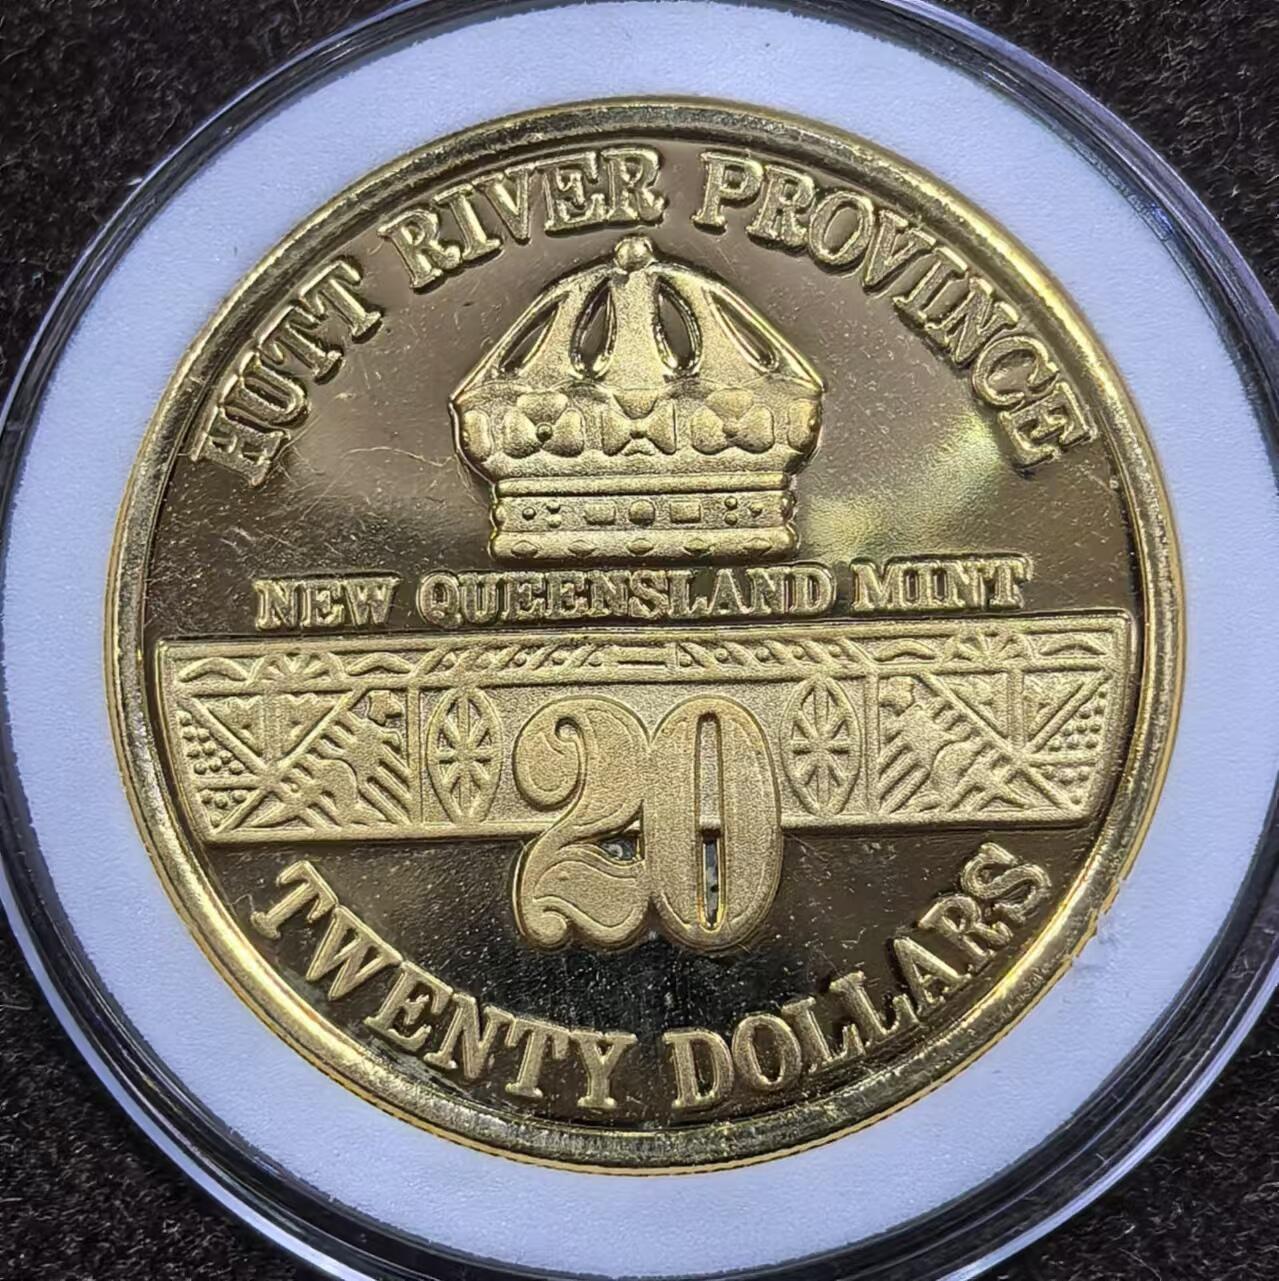 HUTT RIVER PROVINCE
NEW QUEENSLAND MINT
20
TWENTY DOLLARS